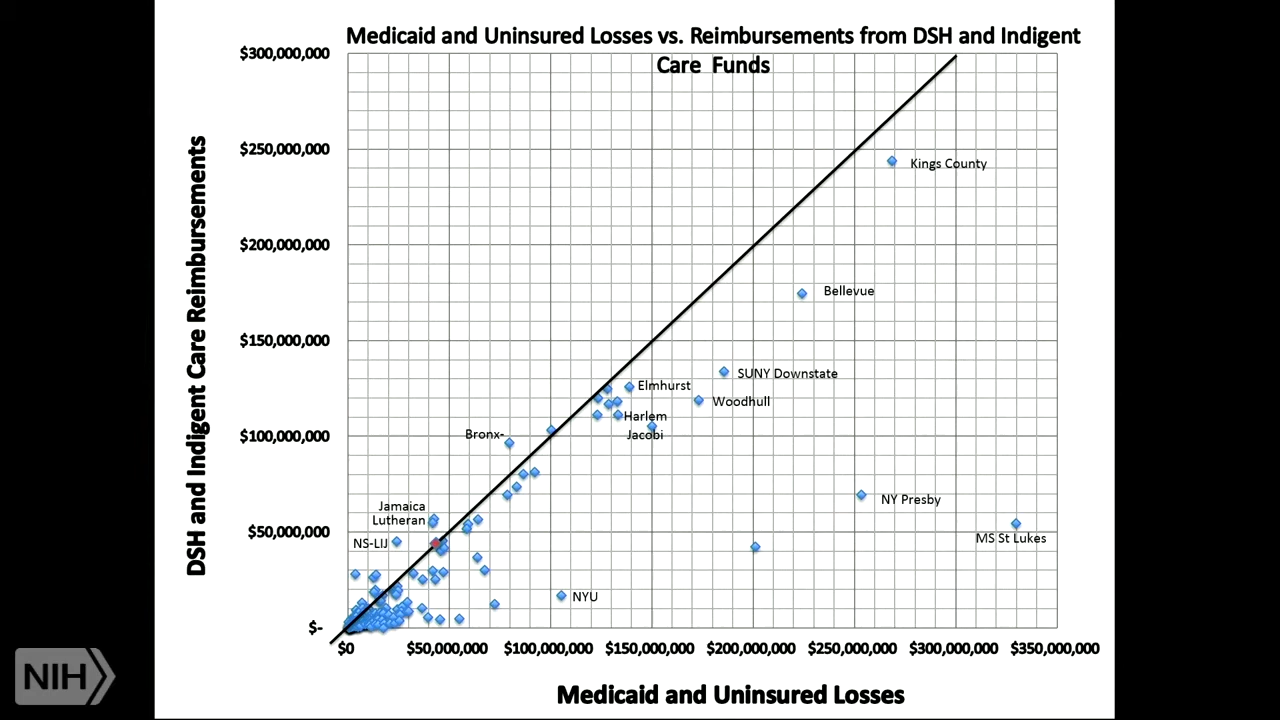 Medicaid and Uninsured Losses vs. Reimbursements from DSH and Indigent
Care Funds
$300,000,000
$250,000,000
$200,000,000
$150,000,000
$100,000,000
$50,000,000
$-
DSH and Indigent Care Reimbursements
Kings County
Bellevue
SUNY Downstate
Elmhurst
Woodhull
Harlem
Jacobi
Bronx-
NY Presby
Jamaica
Lutheran
MS St Lukes
NS-LIJ
NYU
$0
$50,000,000
$100,000,000
$150,000,000
$200,000,000
$250,000,000
$300,000,000
$350,000,000
Medicaid and Uninsured Losses
NIH